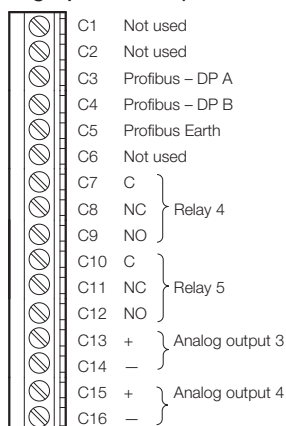 C1 Not used
C2 Not used
C3 Profibus – DP A
C4 Profibus – DP B
C5 Profibus Earth
C6 Not used
C7 C
C8 NC Relay 4
C9 NO
C10 C
C11 NC Relay 5
C12 NO
C13 + Analog output 3
C14 –
C15 + Analog output 4
C16 –